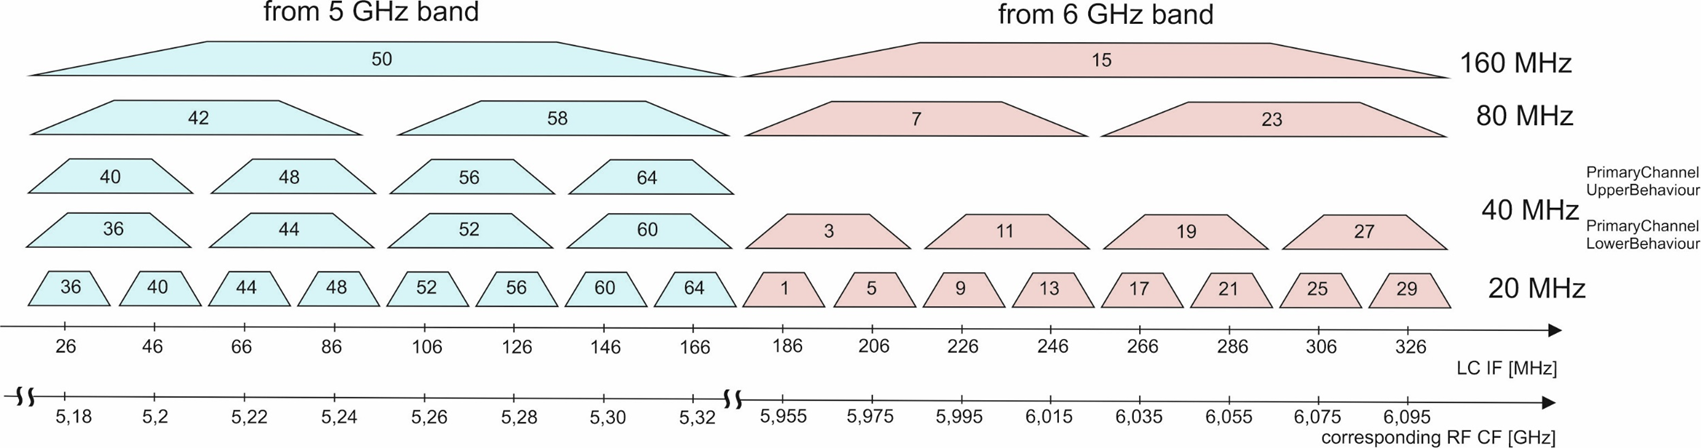 from 5 GHz band from 6 GHz band
50 15 160 MHz
42 58 7 23 80 MHz
40 48 56 64
PrimaryChannel
UpperBehaviour
40 MHz
36 44 52 60 3 11 19 27
PrimaryChannel
LowerBehaviour
36 40 44 48 52 56 60 64 1 5 9 13 17 21 25 29 20 MHz
26 46 66 86 106 126 146 166 186 206 226 246 266 286 306 326
LC IF [MHz]
5,18 5,2 5,22 5,24 5,26 5,28 5,30 5,32 5,955 5,975 5,995 6,015 6,035 6,055 6,075 6,095
corresponding RF CF [GHz]